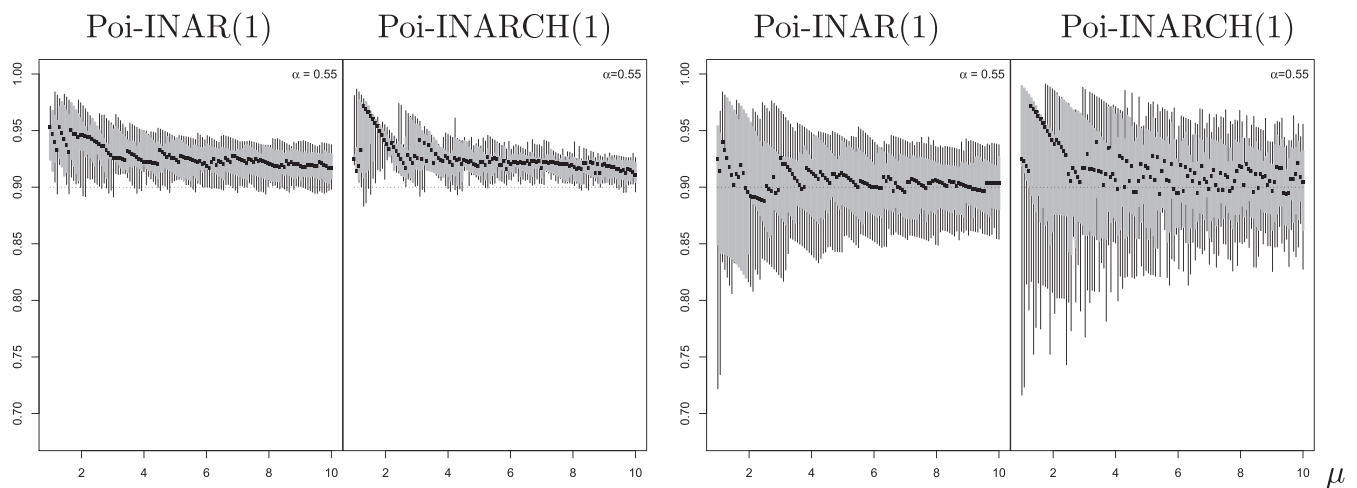 Poi-INAR(1) Poi-INARCH(1) Poi-INAR(1) Poi-INARCH(1)
α = 0.55 α=0.55 α = 0.55 α=0.55
1.00 1.00
0.95 0.95
0.90 0.90
0.85 0.85
0.80 0.80
0.75 0.75
0.70 0.70
2 4 6 8 10 2 4 6 8 10 2 4 6 8 10 2 4 6 8 10 μ